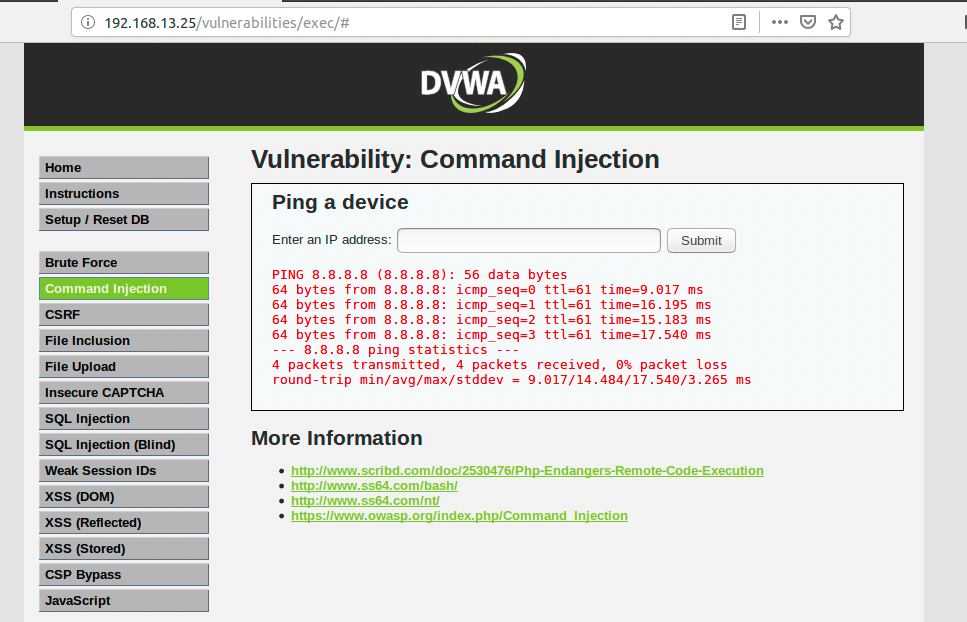 192.168.13.25/vulnerabilities/exec/#
DVWA
Home
Instructions
Setup / Reset DB
Brute Force
Command Injection
CSRF
File Inclusion
File Upload
Insecure CAPTCHA
SQL Injection
SQL Injection (Blind)
Weak Session IDs
XSS (DOM)
XSS (Reflected)
XSS (Stored)
CSP Bypass
JavaScript
Vulnerability: Command Injection
Ping a device
Enter an IP address: Submit
PING 8.8.8.8 (8.8.8.8): 56 data bytes
64 bytes from 8.8.8.8: icmp_seq=0 ttl=61 time=9.017 ms
64 bytes from 8.8.8.8: icmp_seq=1 ttl=61 time=16.195 ms
64 bytes from 8.8.8.8: icmp_seq=2 ttl=61 time=15.183 ms
64 bytes from 8.8.8.8: icmp_seq=3 ttl=61 time=17.540 ms
--- 8.8.8.8 ping statistics ---
4 packets transmitted, 4 packets received, 0% packet loss
round-trip min/avg/max/stddev = 9.017/14.484/17.540/3.265 ms
More Information
http://www.scribd.com/doc/2530476/Php-Endangers-Remote-Code-Execution
http://www.ss64.com/bash/
http://www.ss64.com/nt/
https://www.owasp.org/index.php/Command_Injection